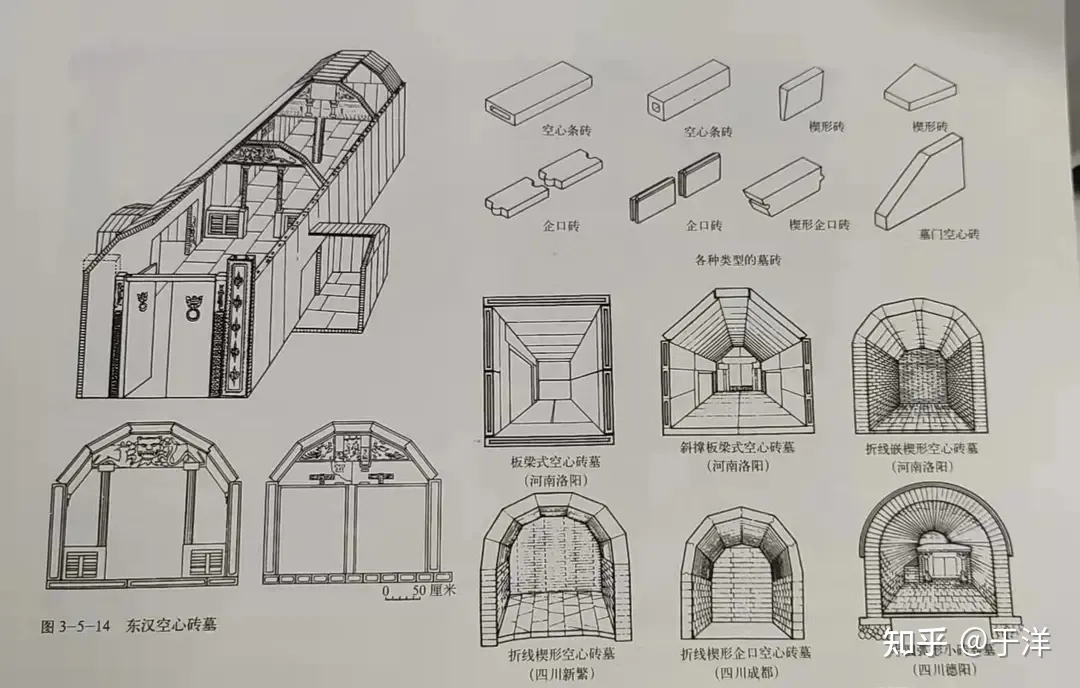 空心条砖
空心条砖
楔形砖
楔形砖
企口砖
企口砖
楔形企口砖
墓门空心砖
各种类型的墓砖
板梁式空心砖墓
(河南洛阳)
斜撑板梁式空心砖墓
(河南洛阳)
折线嵌楔形空心砖墓
(河南洛阳)
0 50 厘米
图 3-5-14 东汉空心砖墓
折线楔形空心砖墓
(四川新繁)
折线楔形企口空心砖墓
(四川成都)
形小砖墓
(四川德阳)
知乎 @于洋